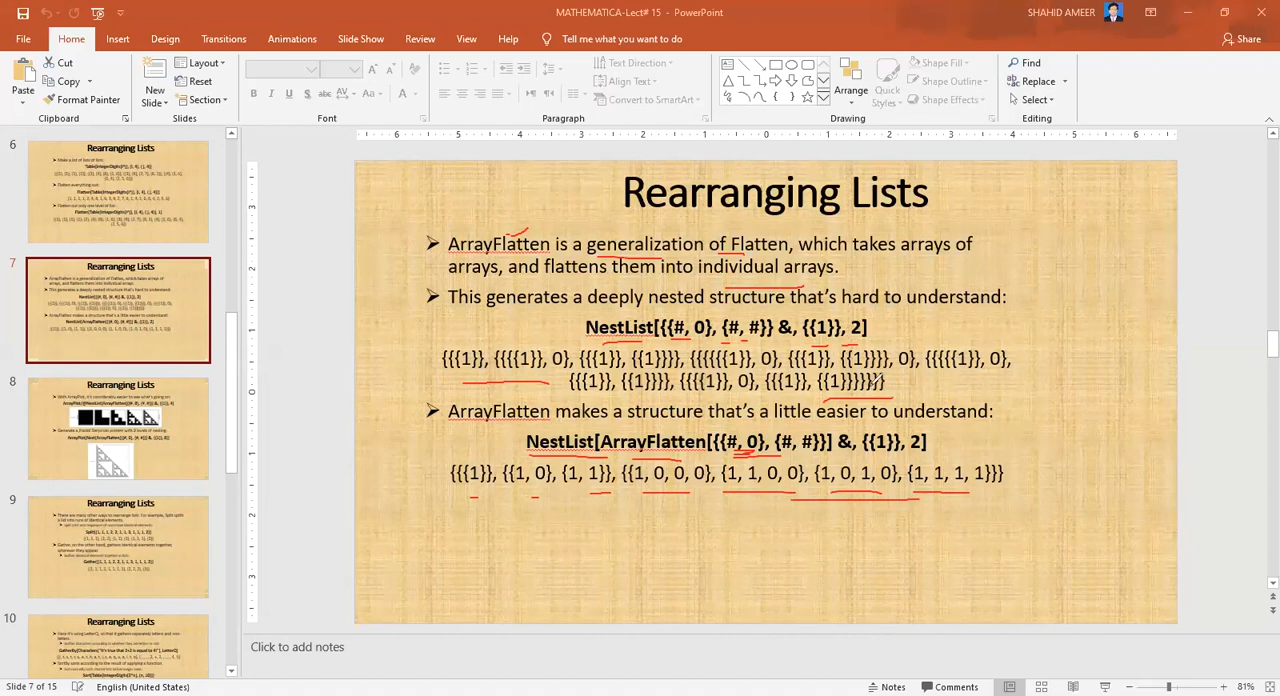 MATHEMATICA-Lect# 15 - PowerPoint
SHAHID AMEER
File Home Insert Design Transitions Animations Slide Show Review View Help Tell me what you want to do
Share
Paste
Cut
Copy
Format Painter
Clipboard
New Slide
Layout
Reset
Section
Slides
Font
Text Direction
Align Text
Convert to SmartArt
Paragraph
Arrange
Quick Styles
Shape Fill
Shape Outline
Shape Effects
Drawing
Find
Replace
Select
Editing
6
Rearranging Lists
7
Rearranging Lists
8
Rearranging Lists
9
Rearranging Lists
10
Rearranging Lists
Rearranging Lists
ArrayFlatten is a generalization of Flatten, which takes arrays of
arrays, and flattens them into individual arrays.
This generates a deeply nested structure that's hard to understand:
NestList[{{#, 0}, {#, #}} &, {{1}}, 2]
{{{1}}, {{{{1}}, 0}, {{{1}}, {{1}}}}, {{{{{{1}}, 0}, {{{1}}, {{1}}}}, 0}, {{{{{1}}, 0},
{{{1}}, {{1}}}}, {{{{1}}, 0}, {{{1}}, {{1}}}}}}}
ArrayFlatten makes a structure that's a little easier to understand:
NestList[ArrayFlatten[{{#, 0}, {#, #}}] &, {{1}}, 2]
{{{1}}, {{1, 0}, {1, 1}}, {{1, 0, 0, 0}, {1, 1, 0, 0}, {1, 0, 1, 0}, {1, 1, 1, 1}}}
Click to add notes
Slide 7 of 15
English (United States)
Notes
Comments
81%